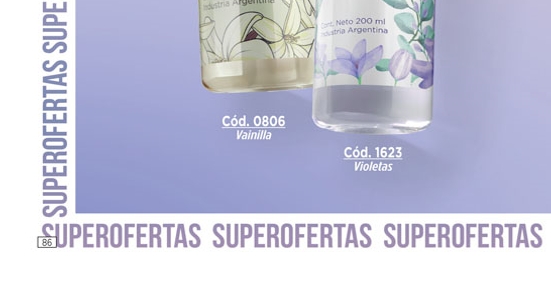 Industria Argentina
Cont. Neto 200 ml
Industria Argentina
Cód. 0806
Vainilla
Cód. 1623
Violetas
SUPEROFERTAS SUPE
SUPEROFERTAS SUPEROFERTAS SUPEROFERTAS
86